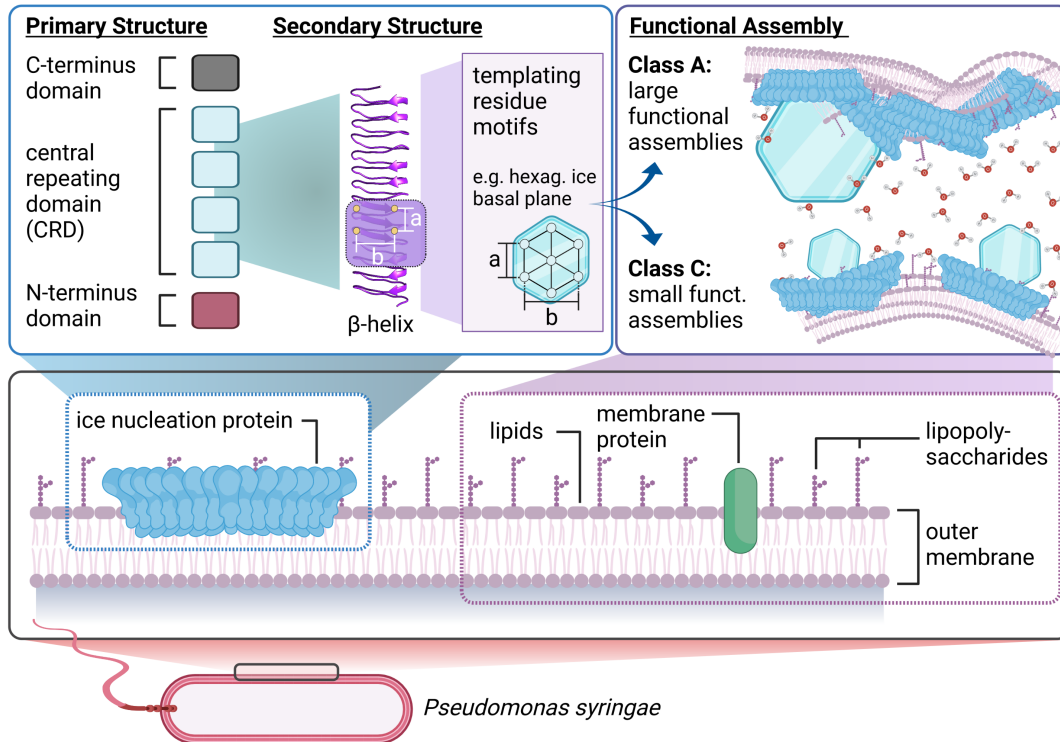 Primary Structure
C-terminus
domain
central
repeating
domain
(CRD)
N-terminus
domain
Secondary Structure
a
b
β-helix
templating
residue
motifs
e.g. hexag. ice
basal plane
a
b
Functional Assembly
Class A:
large
functional
assemblies
Class C:
small funct.
assemblies
ice nucleation protein
lipids
membrane
protein
lipopoly-
saccharides
outer
membrane
Pseudomonas syringae